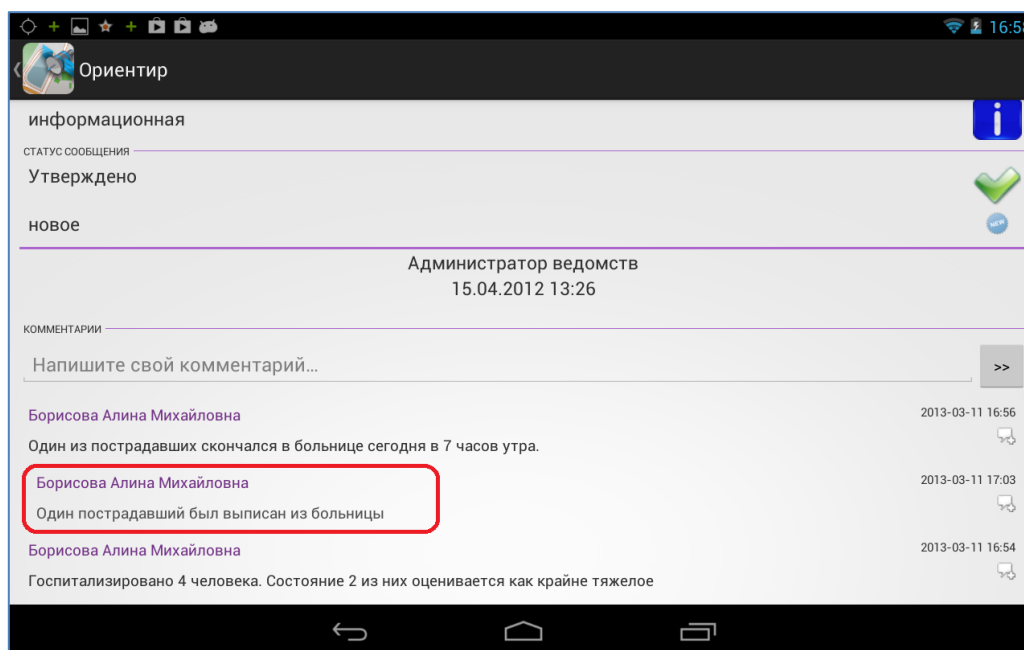 16:58
Ориентир
информационная
i
СТАТУС СООБЩЕНИЯ
Утверждено
новое
NEW
Администратор ведомств
15.04.2012 13:26
КОММЕНТАРИИ
Напишите свой комментарий...
>>
Борисова Алина Михайловна 2013-03-11 16:56
Один из пострадавших скончался в больнице сегодня в 7 часов утра.
Борисова Алина Михайловна 2013-03-11 17:03
Один пострадавший был выписан из больницы
Борисова Алина Михайловна 2013-03-11 16:54
Госпитализировано 4 человека. Состояние 2 из них оценивается как крайне тяжелое